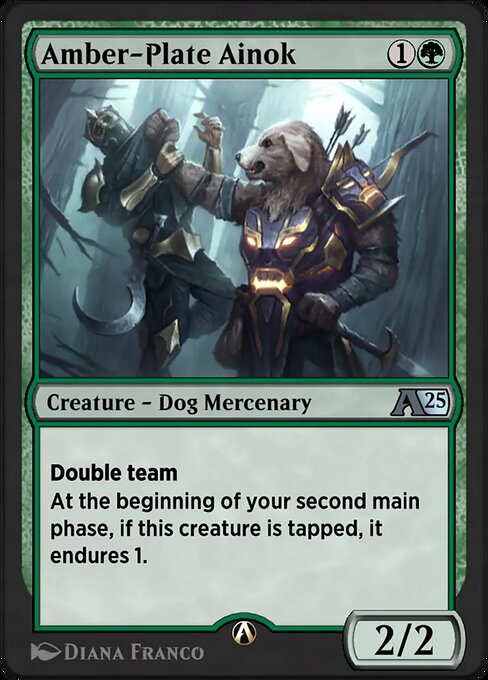 Amber-Plate Ainok 1
Creature – Dog Mercenary A25
Double team
At the beginning of your second main
phase, if this creature is tapped, it
endures 1.
2/2
Diana Franco